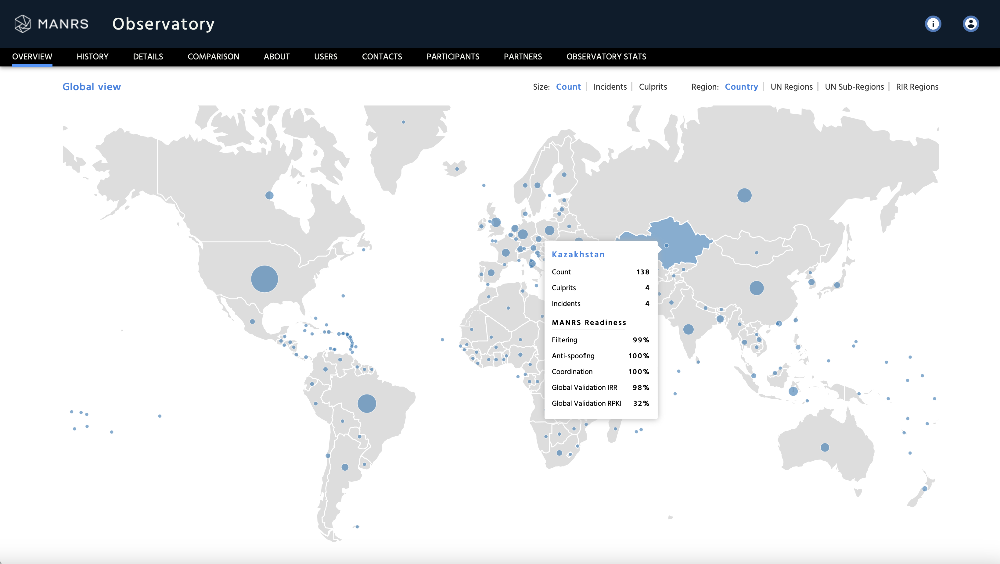 MANRS Observatory i
OVERVIEW HISTORY DETAILS COMPARISON ABOUT USERS CONTACTS PARTICIPANTS PARTNERS OBSERVATORY STATS
Global view Size: Count | Incidents | Culprits Region: Country | UN Regions | UN Sub-Regions | RIR Regions
Kazakhstan
Count 138
Culprits 4
Incidents 4
MANRS Readiness
Filtering 99%
Anti-spoofing 100%
Coordination 100%
Global Validation IRR 98%
Global Validation RPKI 32%